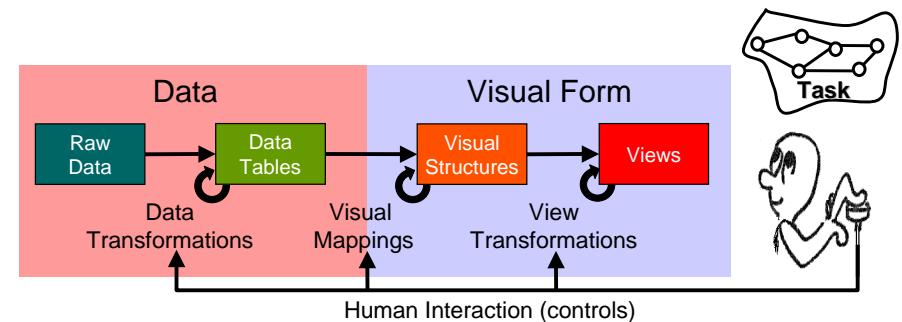 Data
Visual Form
Task
Raw
Data
Data
Tables
Visual
Structures
Views
Data
Transformations
Visual
Mappings
View
Transformations
Human Interaction (controls)